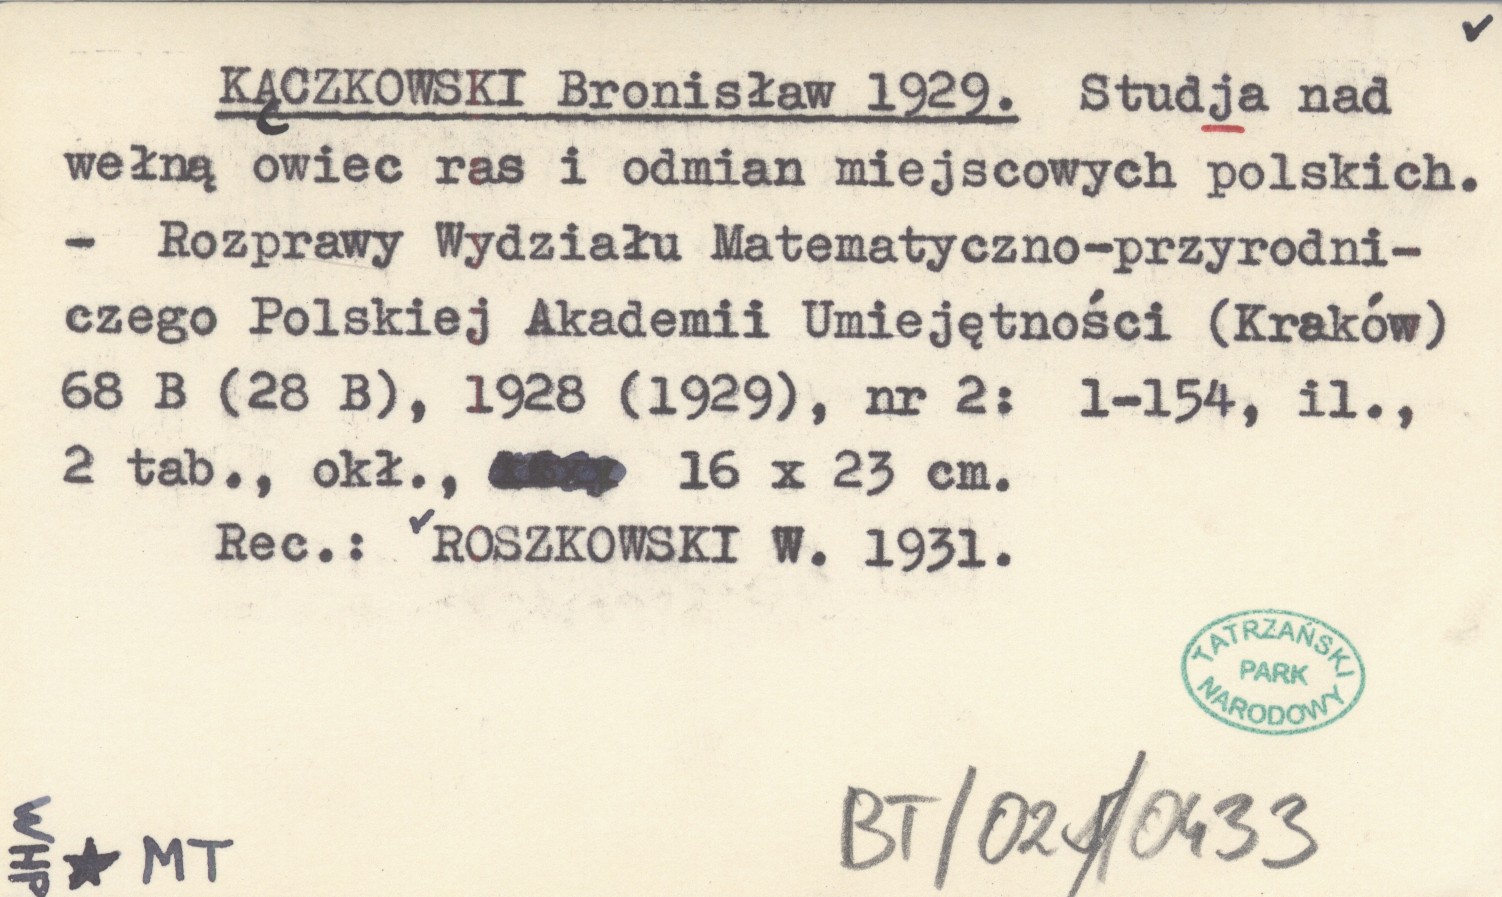 KĄCZKOWSKI Bronisław 1929. Studja nad
wełną owiec ras i odmian miejscowych polskich.
- Rozprawy Wydziału Matematyczno-przyrodni-
czego Polskiej Akademii Umiejętności (Kraków)
68 B (28 B), 1928 (1929), nr 2: 1-154, il.,
2 tab., okł., 16 x 23 cm.
Rec.: ROSZKOWSKI W. 1931.
TATRZAŃSKI
PARK
NARODOWY
BT/02 /0433
WHP
MT